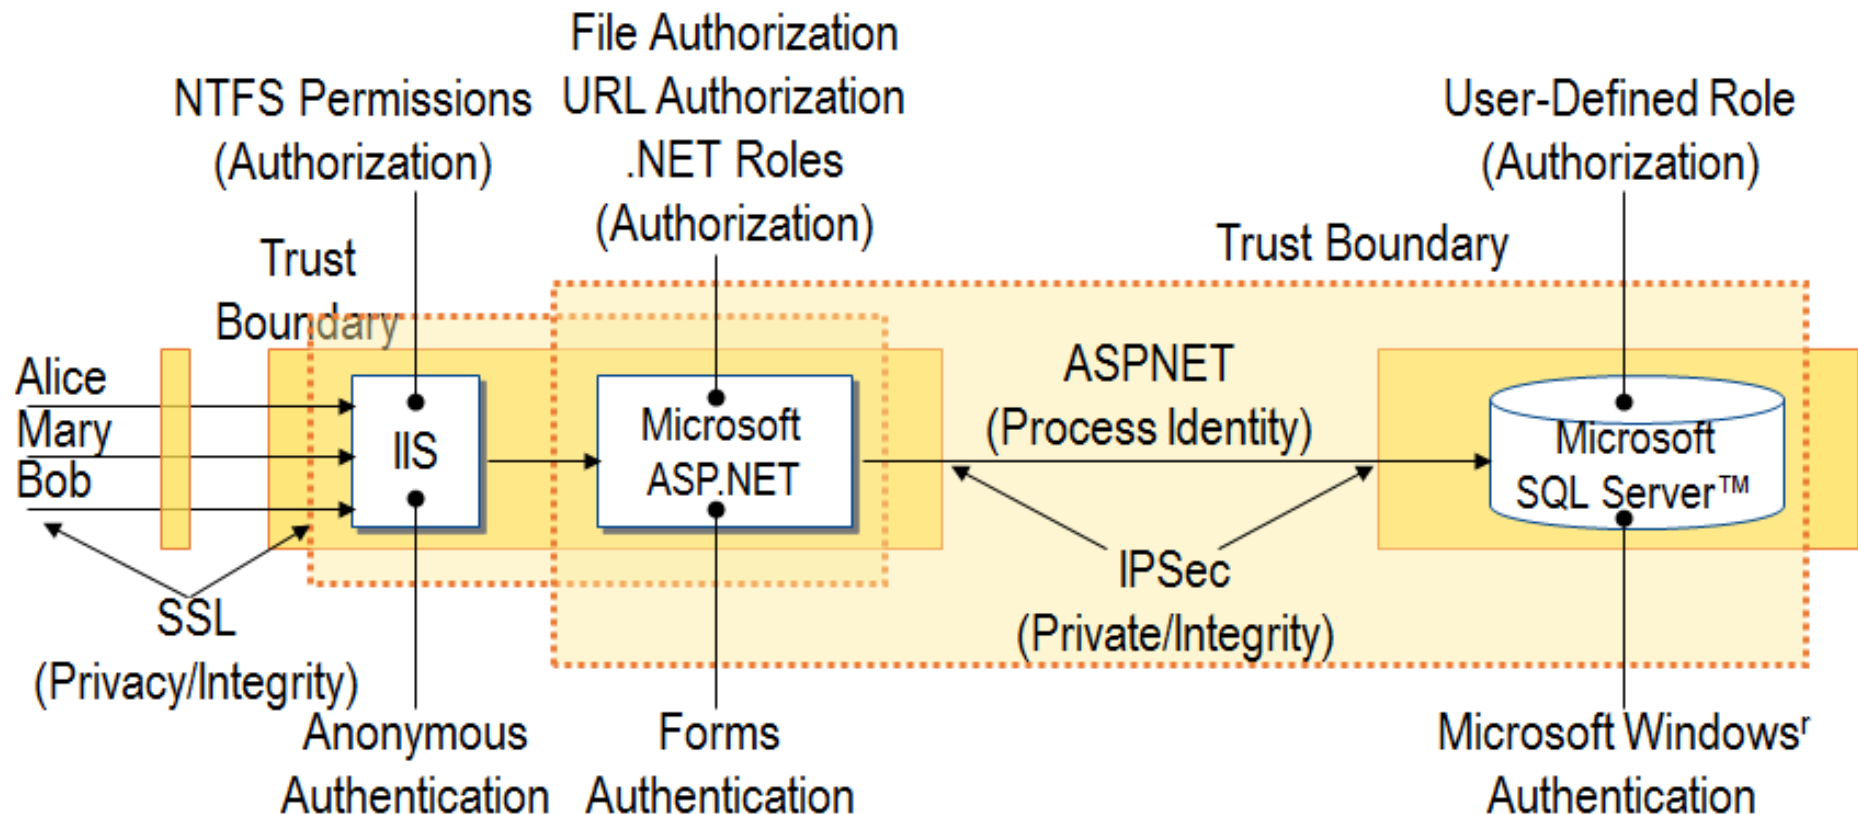 File Authorization
URL Authorization
.NET Roles
(Authorization)
NTFS Permissions
(Authorization)
User-Defined Role
(Authorization)
Trust
Boundary
Trust Boundary
Alice
Mary
Bob
IIS
Microsoft
ASP.NET
ASPNET
(Process Identity)
Microsoft
SQL Server™
SSL
(Privacy/Integrity)
IPSec
(Private/Integrity)
Anonymous
Authentication
Forms
Authentication
Microsoft Windowsʳ
Authentication